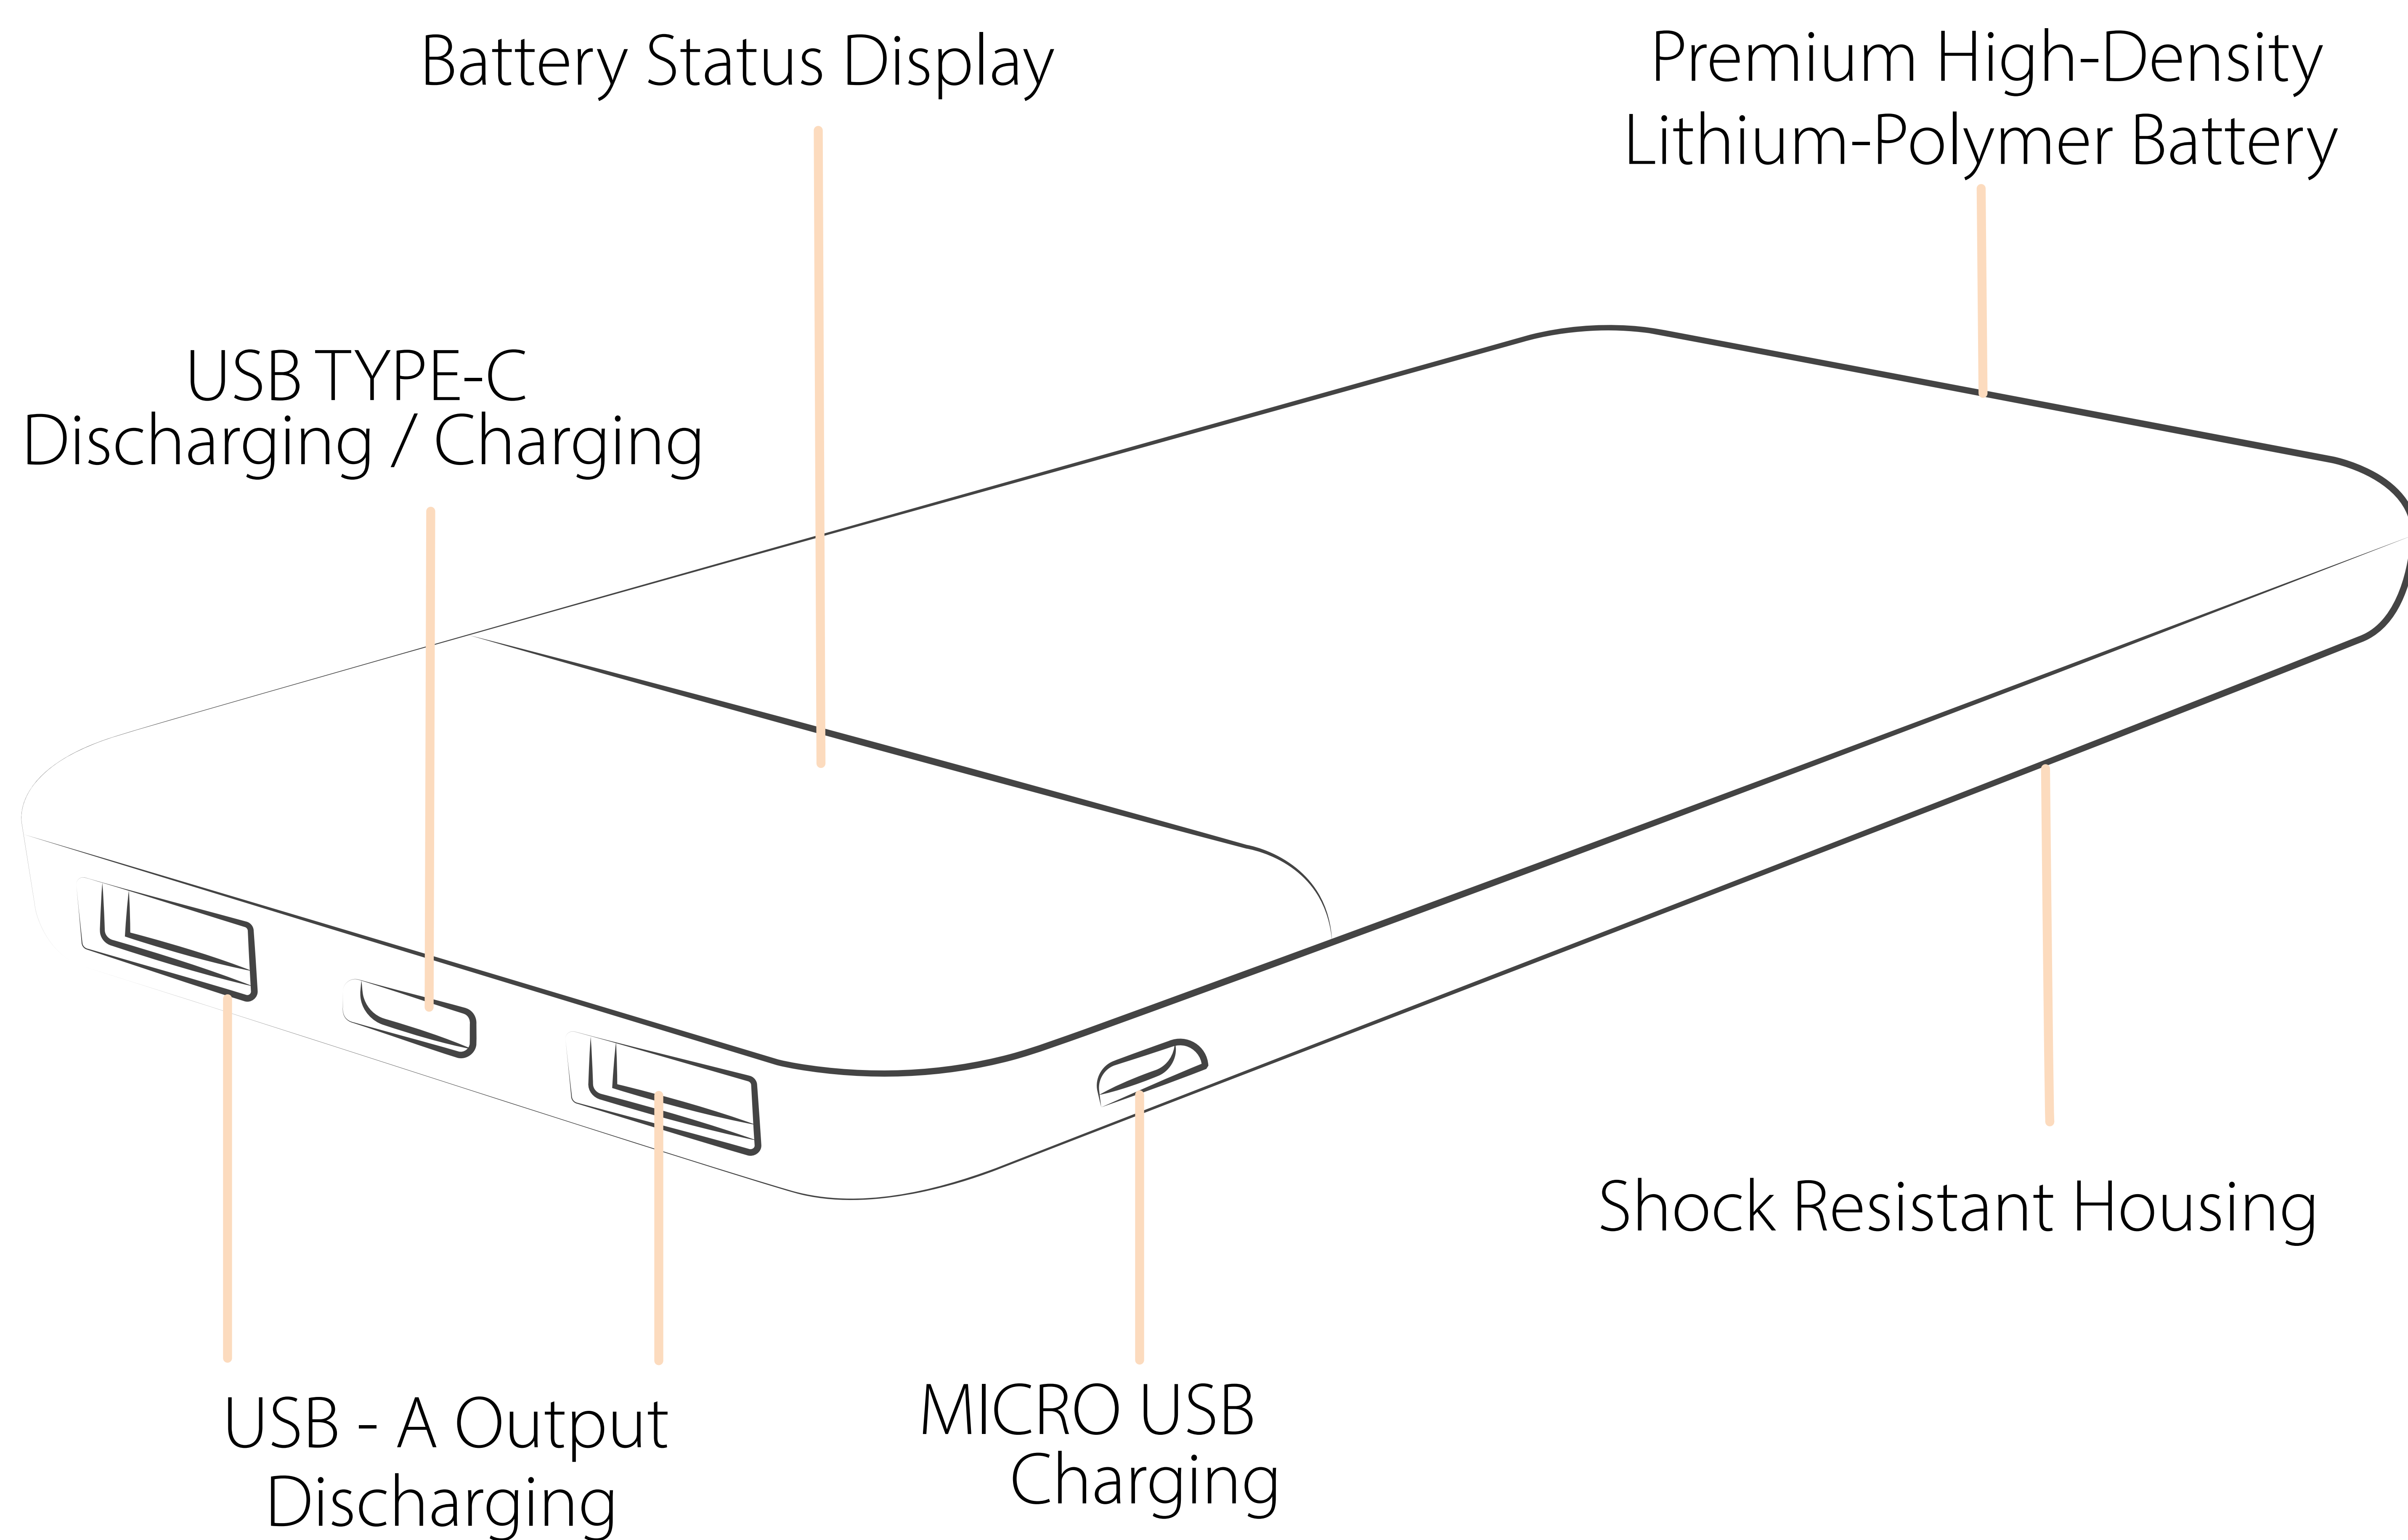 Battery Status Display
Premium High-Density
Lithium-Polymer Battery
USB TYPE-C
Discharging / Charging
Shock Resistant Housing
USB - A Output
Discharging
MICRO USB
Charging